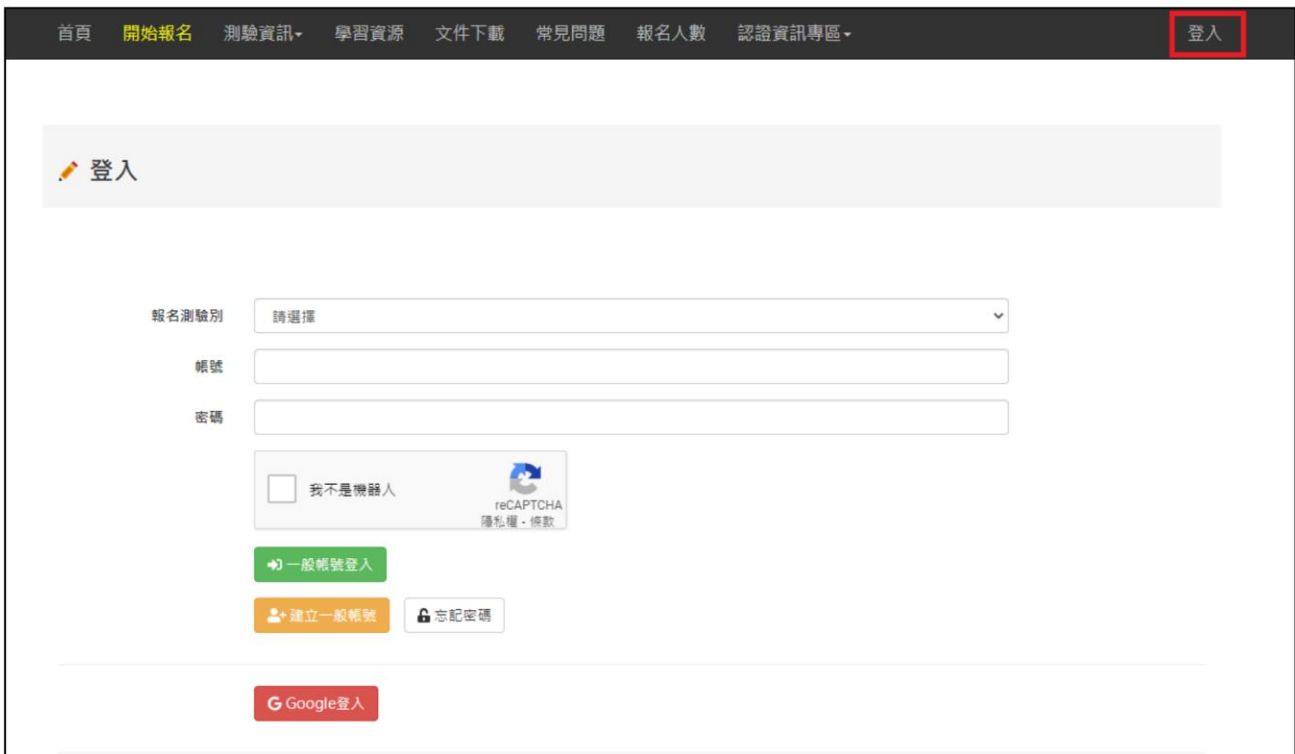 首頁 開始報名 測驗資訊 學習資源 文件下載 常見問題 報名人數 認證資訊專區 登入
登入
報名測驗別 請選擇
帳號
密碼
我不是機器人
reCAPTCHA
隱私權 - 條款
一般帳號登入
建立一般帳號 忘記密碼
Google登入